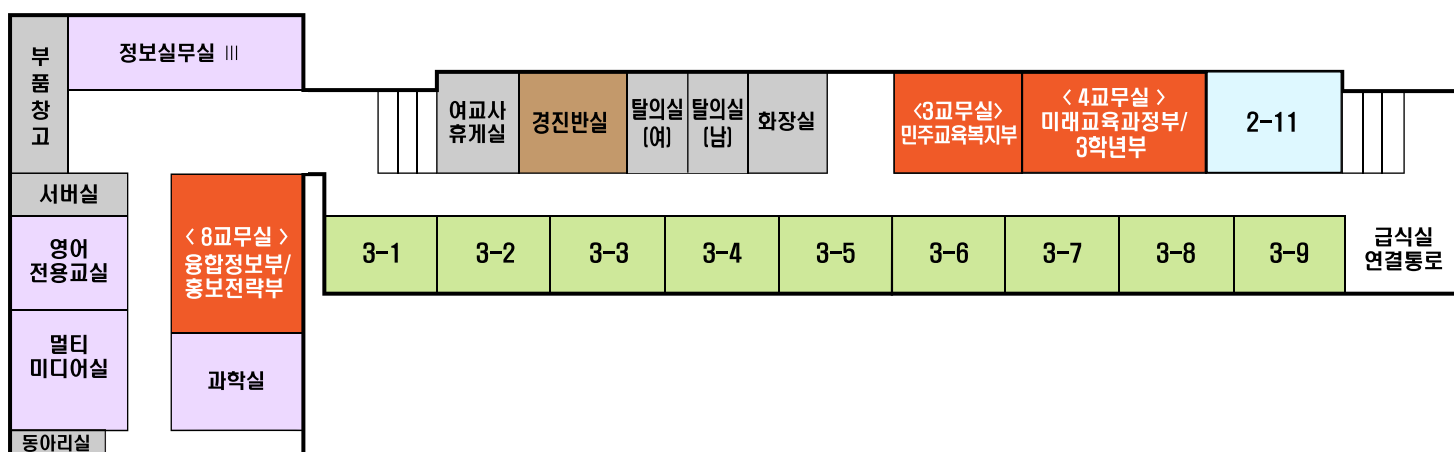 부
품
창
고
정보실무실 III
여교사
휴게실
경진반실
탈의실
(여)
탈의실
(남)
화장실
<3교무실>
민주교육복지부
< 4교무실 >
미래교육과정부/
3학년부
2-11
서버실
영어
전용교실
멀티
미디어실
동아리실
< 8교무실 >
융합정보부/
홍보전략부
과학실
3-1
3-2
3-3
3-4
3-5
3-6
3-7
3-8
3-9
급식실
연결통로